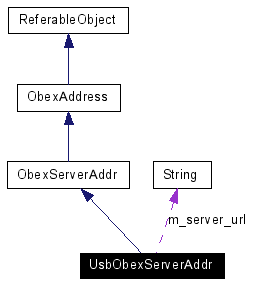 ReferableObject
ObexAddress
ObexServerAddr
String
m_server_url
UsbObexServerAddr